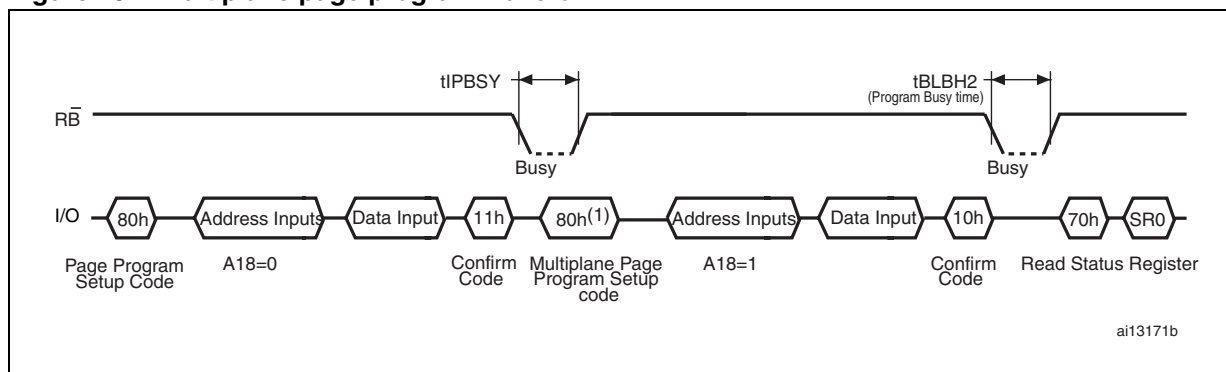 tIPBSY
tBLBH2
(Program Busy time)
RB̅
Busy
Busy
I/O
80h
Address Inputs
Data Input
11h
80h(1)
Address Inputs
Data Input
10h
70h
SR0
Page Program
Setup Code
A18=0
Confirm
Code
Multiplane Page
Program Setup
code
A18=1
Confirm
Code
Read Status Register
ai13171b